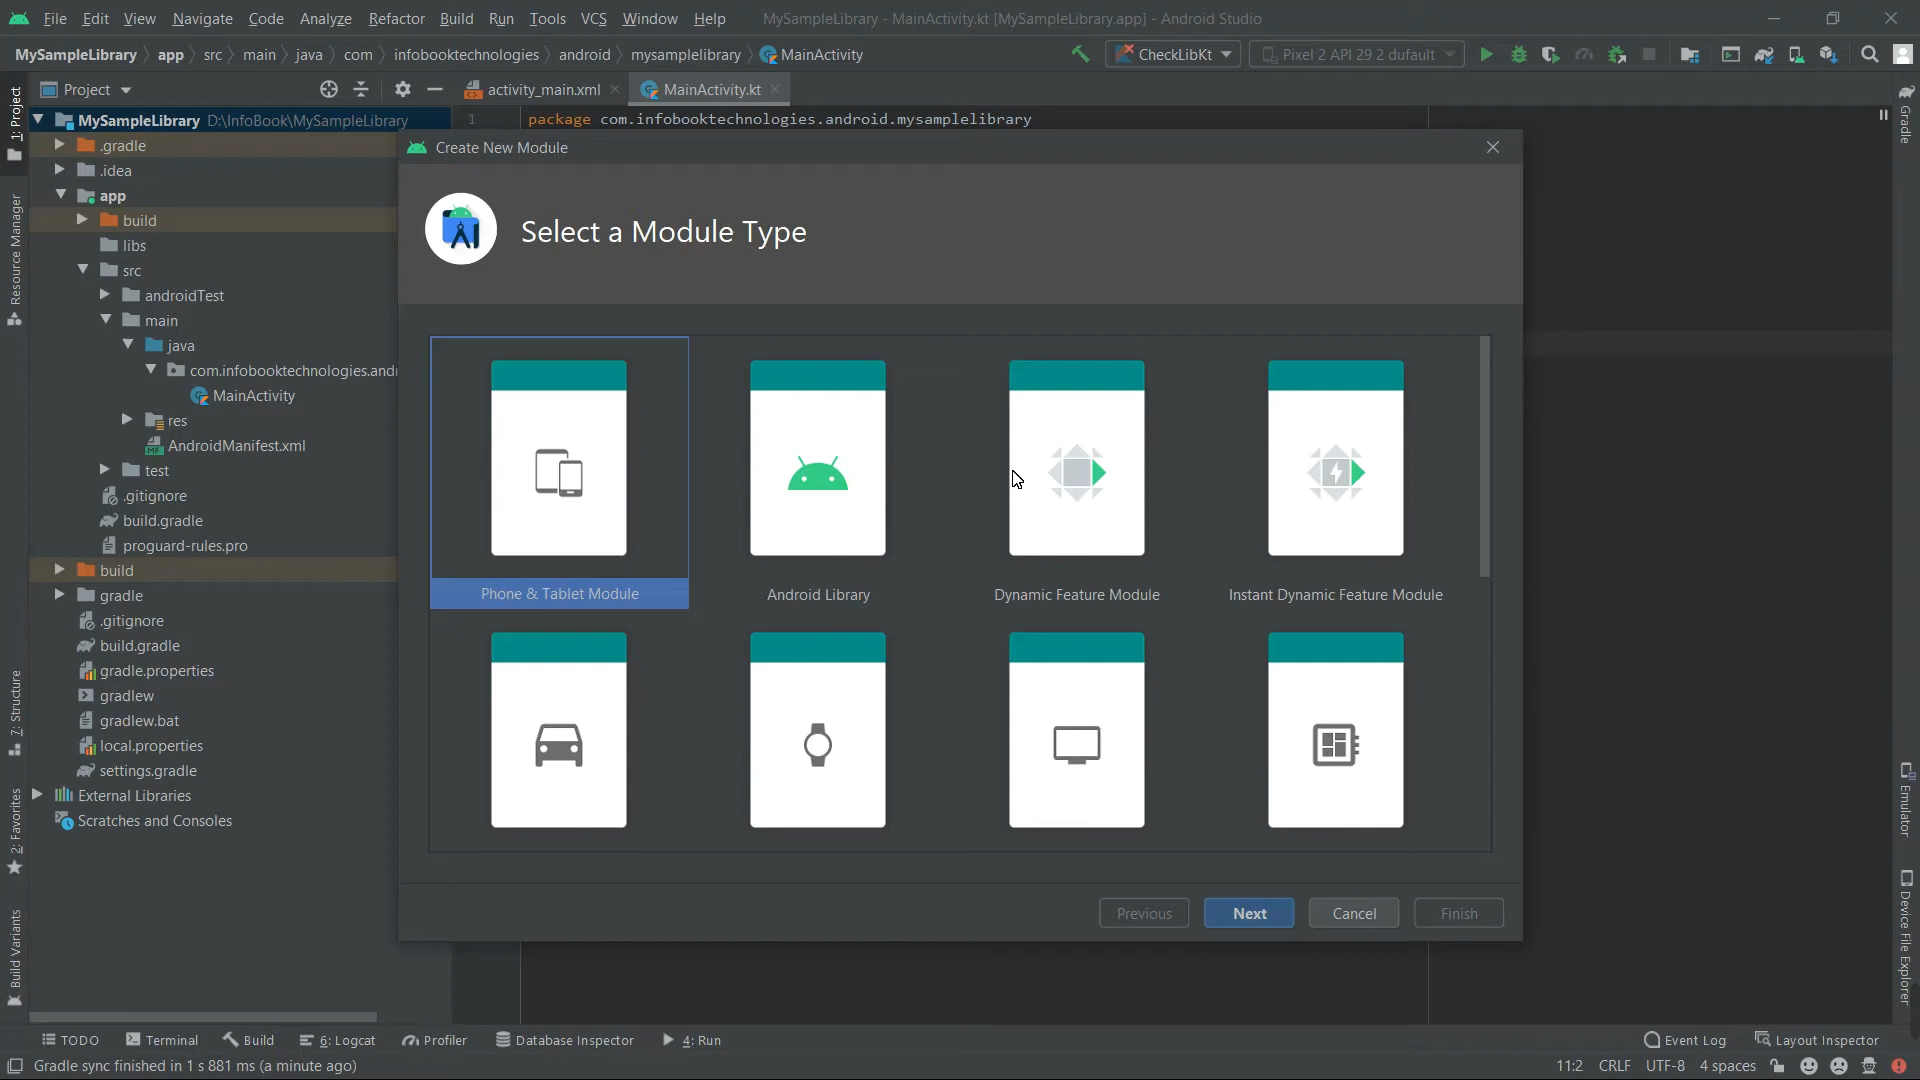 File Edit View Navigate Code Analyze Refactor Build Run Tools VCS Window Help MySampleLibrary - MainActivity.kt [MySampleLibrary.app] - Android Studio
MySampleLibrary app src main java com infobooktechnologies android mysamplelibrary MainActivity CheckLibKt Pixel 2 API 29 2 dufault
Project activity_main.xml MainActivity.kt
1: Project
Resource Manager
7: Structure
2: Favorites
Build Variants
MySampleLibrary D:\InfoBook\MySampleLibrary
.gradle
.idea
app
build
libs
src
androidTest
main
java
com.infobooktechnologies.andr
MainActivity
res
AndroidManifest.xml
test
.gitignore
build.gradle
proguard-rules.pro
build
gradle
.gitignore
build.gradle
gradle.properties
gradlew
gradlew.bat
local.properties
settings.gradle
External Libraries
Scratches and Consoles
1 package com.infobooktechnologies.android.mysamplelibrary
Create New Module
Select a Module Type
Phone & Tablet Module Android Library Dynamic Feature Module Instant Dynamic Feature Module
Previous Next Cancel Finish
Gradle
Emulator
Device File Explorer
TODO Terminal Build 6: Logcat Profiler Database Inspector 4: Run Event Log Layout Inspector
Gradle sync finished in 1 s 881 ms (a minute ago) 11:2 CRLF UTF-8 4 spaces